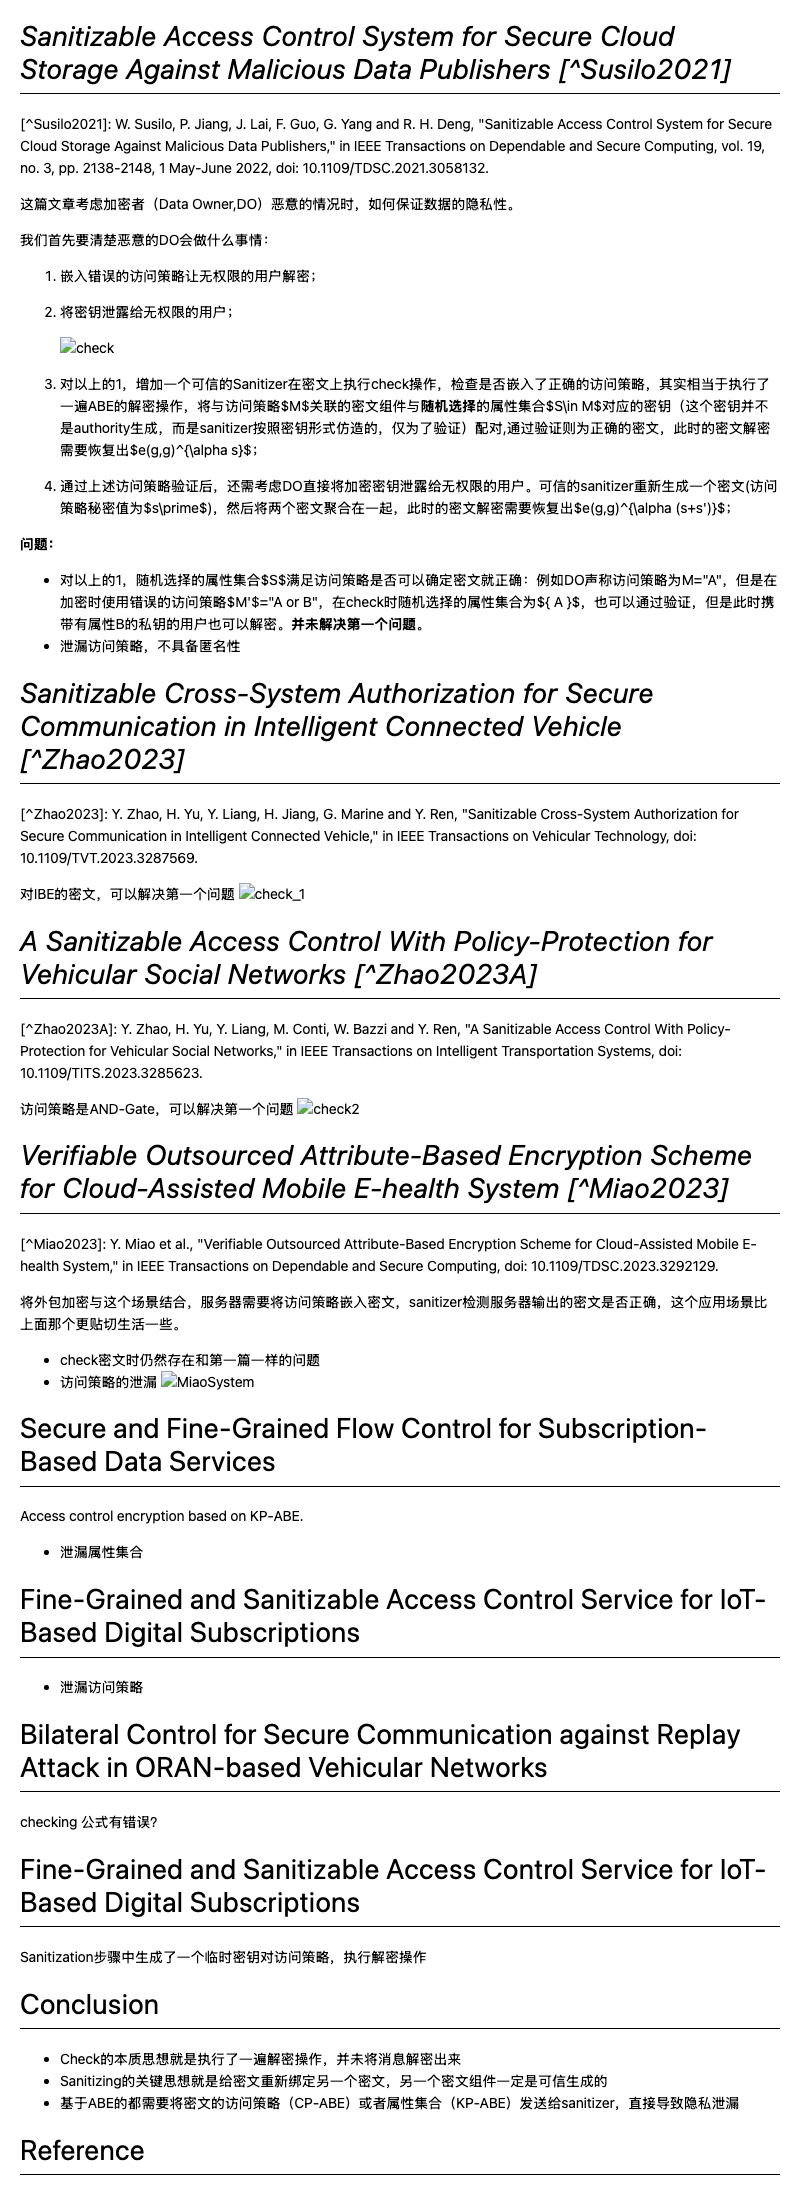 Sanitizable Access Control System for Secure Cloud
Storage Against Malicious Data Publishers [^Susilo2021]
[^Susilo2021]: W. Susilo, P. Jiang, J. Lai, F. Guo, G. Yang and R. H. Deng, "Sanitizable Access Control System for Secure
Cloud Storage Against Malicious Data Publishers," in IEEE Transactions on Dependable and Secure Computing, vol. 19,
no. 3, pp. 2138-2148, 1 May-June 2022, doi: 10.1109/TDSC.2021.3058132.
这篇文章考虑加密者（Data Owner,DO）恶意的情况时，如何保证数据的隐私性。
我们首先要清楚恶意的DO会做什么事情：
1. 嵌入错误的访问策略让无权限的用户解密；
2. 将密钥泄露给无权限的用户；
check
3. 对以上的1，增加一个可信的Sanitizer在密文上执行check操作，检查是否嵌入了正确的访问策略，其实相当于执行了
一遍ABE的解密操作，将与访问策略$M$关联的密文组件与随机选择的属性集合$S\in M$对应的密钥（这个密钥并不
是authority生成，而是sanitizer按照密钥形式仿造的，仅为了验证）配对,通过验证则为正确的密文，此时的密文解密
需要恢复出$e(g,g)^{\alpha s}$；
4. 通过上述访问策略验证后，还需考虑DO直接将加密密钥泄露给无权限的用户。可信的sanitizer重新生成一个密文(访问
策略秘密值为$s\prime$)，然后将两个密文聚合在一起，此时的密文解密需要恢复出$e(g,g)^{\alpha (s+s')}$；
问题：
• 对以上的1，随机选择的属性集合$S$满足访问策略是否可以确定密文就正确：例如DO声称访问策略为M="A"，但是在
加密时使用错误的访问策略$M'$="A or B"，在check时随机选择的属性集合为${ A }$，也可以通过验证，但是此时携
带有属性B的私钥的用户也可以解密。并未解决第一个问题。
• 泄漏访问策略，不具备匿名性
Sanitizable Cross-System Authorization for Secure
Communication in Intelligent Connected Vehicle
[^Zhao2023]
[^Zhao2023]: Y. Zhao, H. Yu, Y. Liang, H. Jiang, G. Marine and Y. Ren, "Sanitizable Cross-System Authorization for
Secure Communication in Intelligent Connected Vehicle," in IEEE Transactions on Vehicular Technology, doi:
10.1109/TVT.2023.3287569.
对IBE的密文，可以解决第一个问题 check_1
A Sanitizable Access Control With Policy-Protection for
Vehicular Social Networks [^Zhao2023A]
[^Zhao2023A]: Y. Zhao, H. Yu, Y. Liang, M. Conti, W. Bazzi and Y. Ren, "A Sanitizable Access Control With Policy-
Protection for Vehicular Social Networks," in IEEE Transactions on Intelligent Transportation Systems, doi:
10.1109/TITS.2023.3285623.
访问策略是AND-Gate，可以解决第一个问题 check2
Verifiable Outsourced Attribute-Based Encryption Scheme
for Cloud-Assisted Mobile E-health System [^Miao2023]
[^Miao2023]: Y. Miao et al., "Verifiable Outsourced Attribute-Based Encryption Scheme for Cloud-Assisted Mobile E-
health System," in IEEE Transactions on Dependable and Secure Computing, doi: 10.1109/TDSC.2023.3292129.
将外包加密与这个场景结合，服务器需要将访问策略嵌入密文，sanitizer检测服务器输出的密文是否正确，这个应用场景比
上面那个更贴切生活一些。
• check密文时仍然存在和第一篇一样的问题
• 访问策略的泄漏 MiaoSystem
Secure and Fine-Grained Flow Control for Subscription-
Based Data Services
Access control encryption based on KP-ABE.
• 泄漏属性集合
Fine-Grained and Sanitizable Access Control Service for IoT-
Based Digital Subscriptions
• 泄漏访问策略
Bilateral Control for Secure Communication against Replay
Attack in ORAN-based Vehicular Networks
checking 公式有错误?
Fine-Grained and Sanitizable Access Control Service for IoT-
Based Digital Subscriptions
Sanitization步骤中生成了一个临时密钥对访问策略，执行解密操作
Conclusion
• Check的本质思想就是执行了一遍解密操作，并未将消息解密出来
• Sanitizing的关键思想就是给密文重新绑定另一个密文，另一个密文组件一定是可信生成的
• 基于ABE的都需要将密文的访问策略（CP-ABE）或者属性集合（KP-ABE）发送给sanitizer，直接导致隐私泄漏
Reference